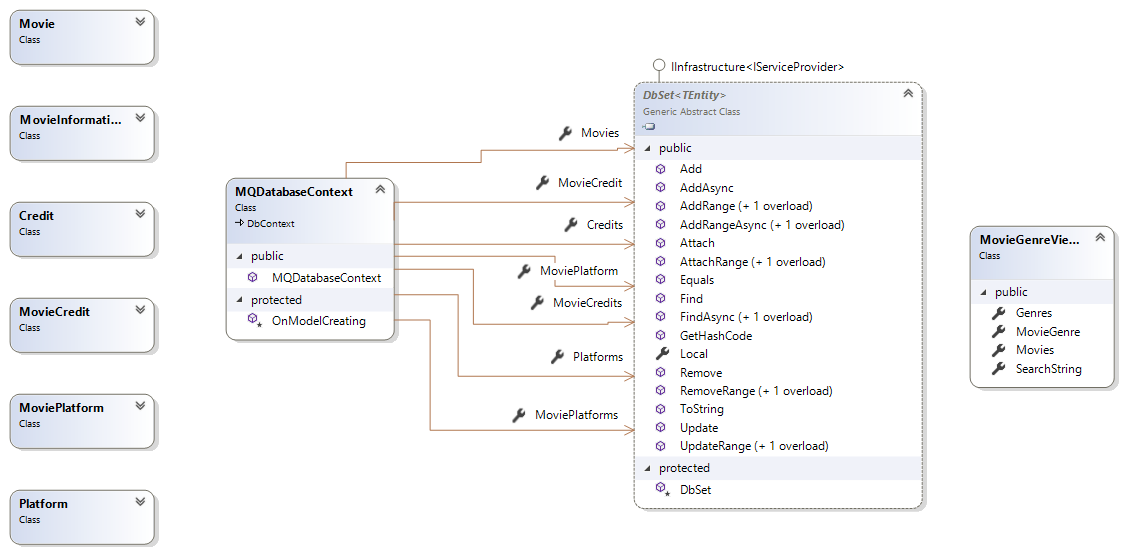 Movie
Class
MovieInformati...
Class
Credit
Class
MovieCredit
Class
MoviePlatform
Class
Platform
Class
MQDatabaseContext
Class
DbContext
public
MQDatabaseContext
protected
OnModelCreating
Movies
MovieCredit
Credits
MoviePlatform
MovieCredits
Platforms
MoviePlatforms
IInfrastructure<IServiceProvider>
DbSet<TEntity>
Generic Abstract Class
public
Add
AddAsync
AddRange (+ 1 overload)
AddRangeAsync (+ 1 overload)
Attach
AttachRange (+ 1 overload)
Equals
Find
FindAsync (+ 1 overload)
GetHashCode
Local
Remove
RemoveRange (+ 1 overload)
ToString
Update
UpdateRange (+ 1 overload)
protected
DbSet
MovieGenreVie...
Class
public
Genres
MovieGenre
Movies
SearchString